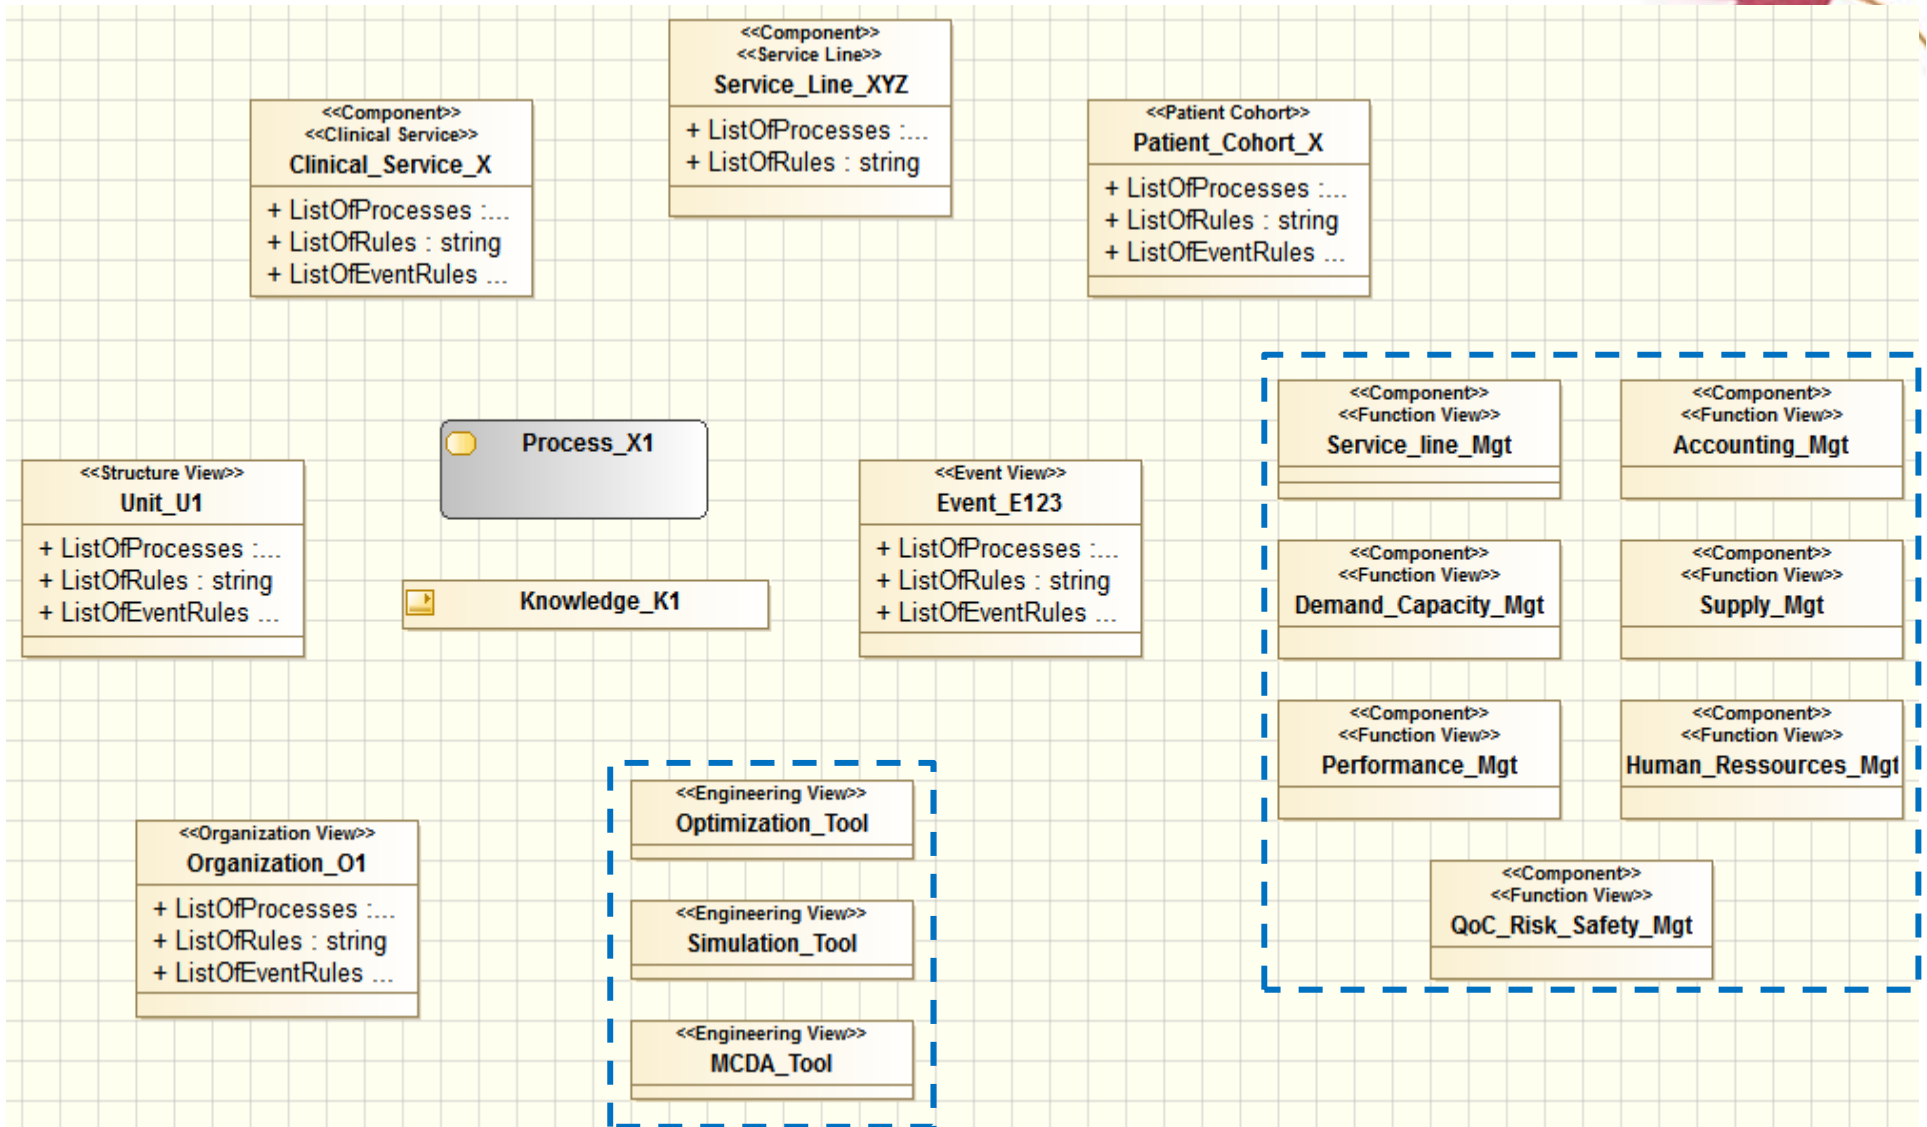 <<Component>>
<<Service Line>>
Service_Line_XYZ
+ ListOfProcesses :...
+ ListOfRules : string
<<Component>>
<<Clinical Service>>
Clinical_Service_X
+ ListOfProcesses :...
+ ListOfRules : string
+ ListOfEventRules ...
<<Patient Cohort>>
Patient_Cohort_X
+ ListOfProcesses :...
+ ListOfRules : string
+ ListOfEventRules ...
<<Structure View>>
Unit_U1
+ ListOfProcesses :...
+ ListOfRules : string
+ ListOfEventRules ...
Process_X1
Knowledge_K1
<<Event View>>
Event_E123
+ ListOfProcesses :...
+ ListOfRules : string
+ ListOfEventRules ...
<<Component>>
<<Function View>>
Service_line_Mgt
<<Component>>
<<Function View>>
Accounting_Mgt
<<Component>>
<<Function View>>
Demand_Capacity_Mgt
<<Component>>
<<Function View>>
Supply_Mgt
<<Component>>
<<Function View>>
Performance_Mgt
<<Component>>
<<Function View>>
Human_Ressources_Mgt
<<Component>>
<<Function View>>
QoC_Risk_Safety_Mgt
<<Organization View>>
Organization_O1
+ ListOfProcesses :...
+ ListOfRules : string
+ ListOfEventRules ...
<<Engineering View>>
Optimization_Tool
<<Engineering View>>
Simulation_Tool
<<Engineering View>>
MCDA_Tool